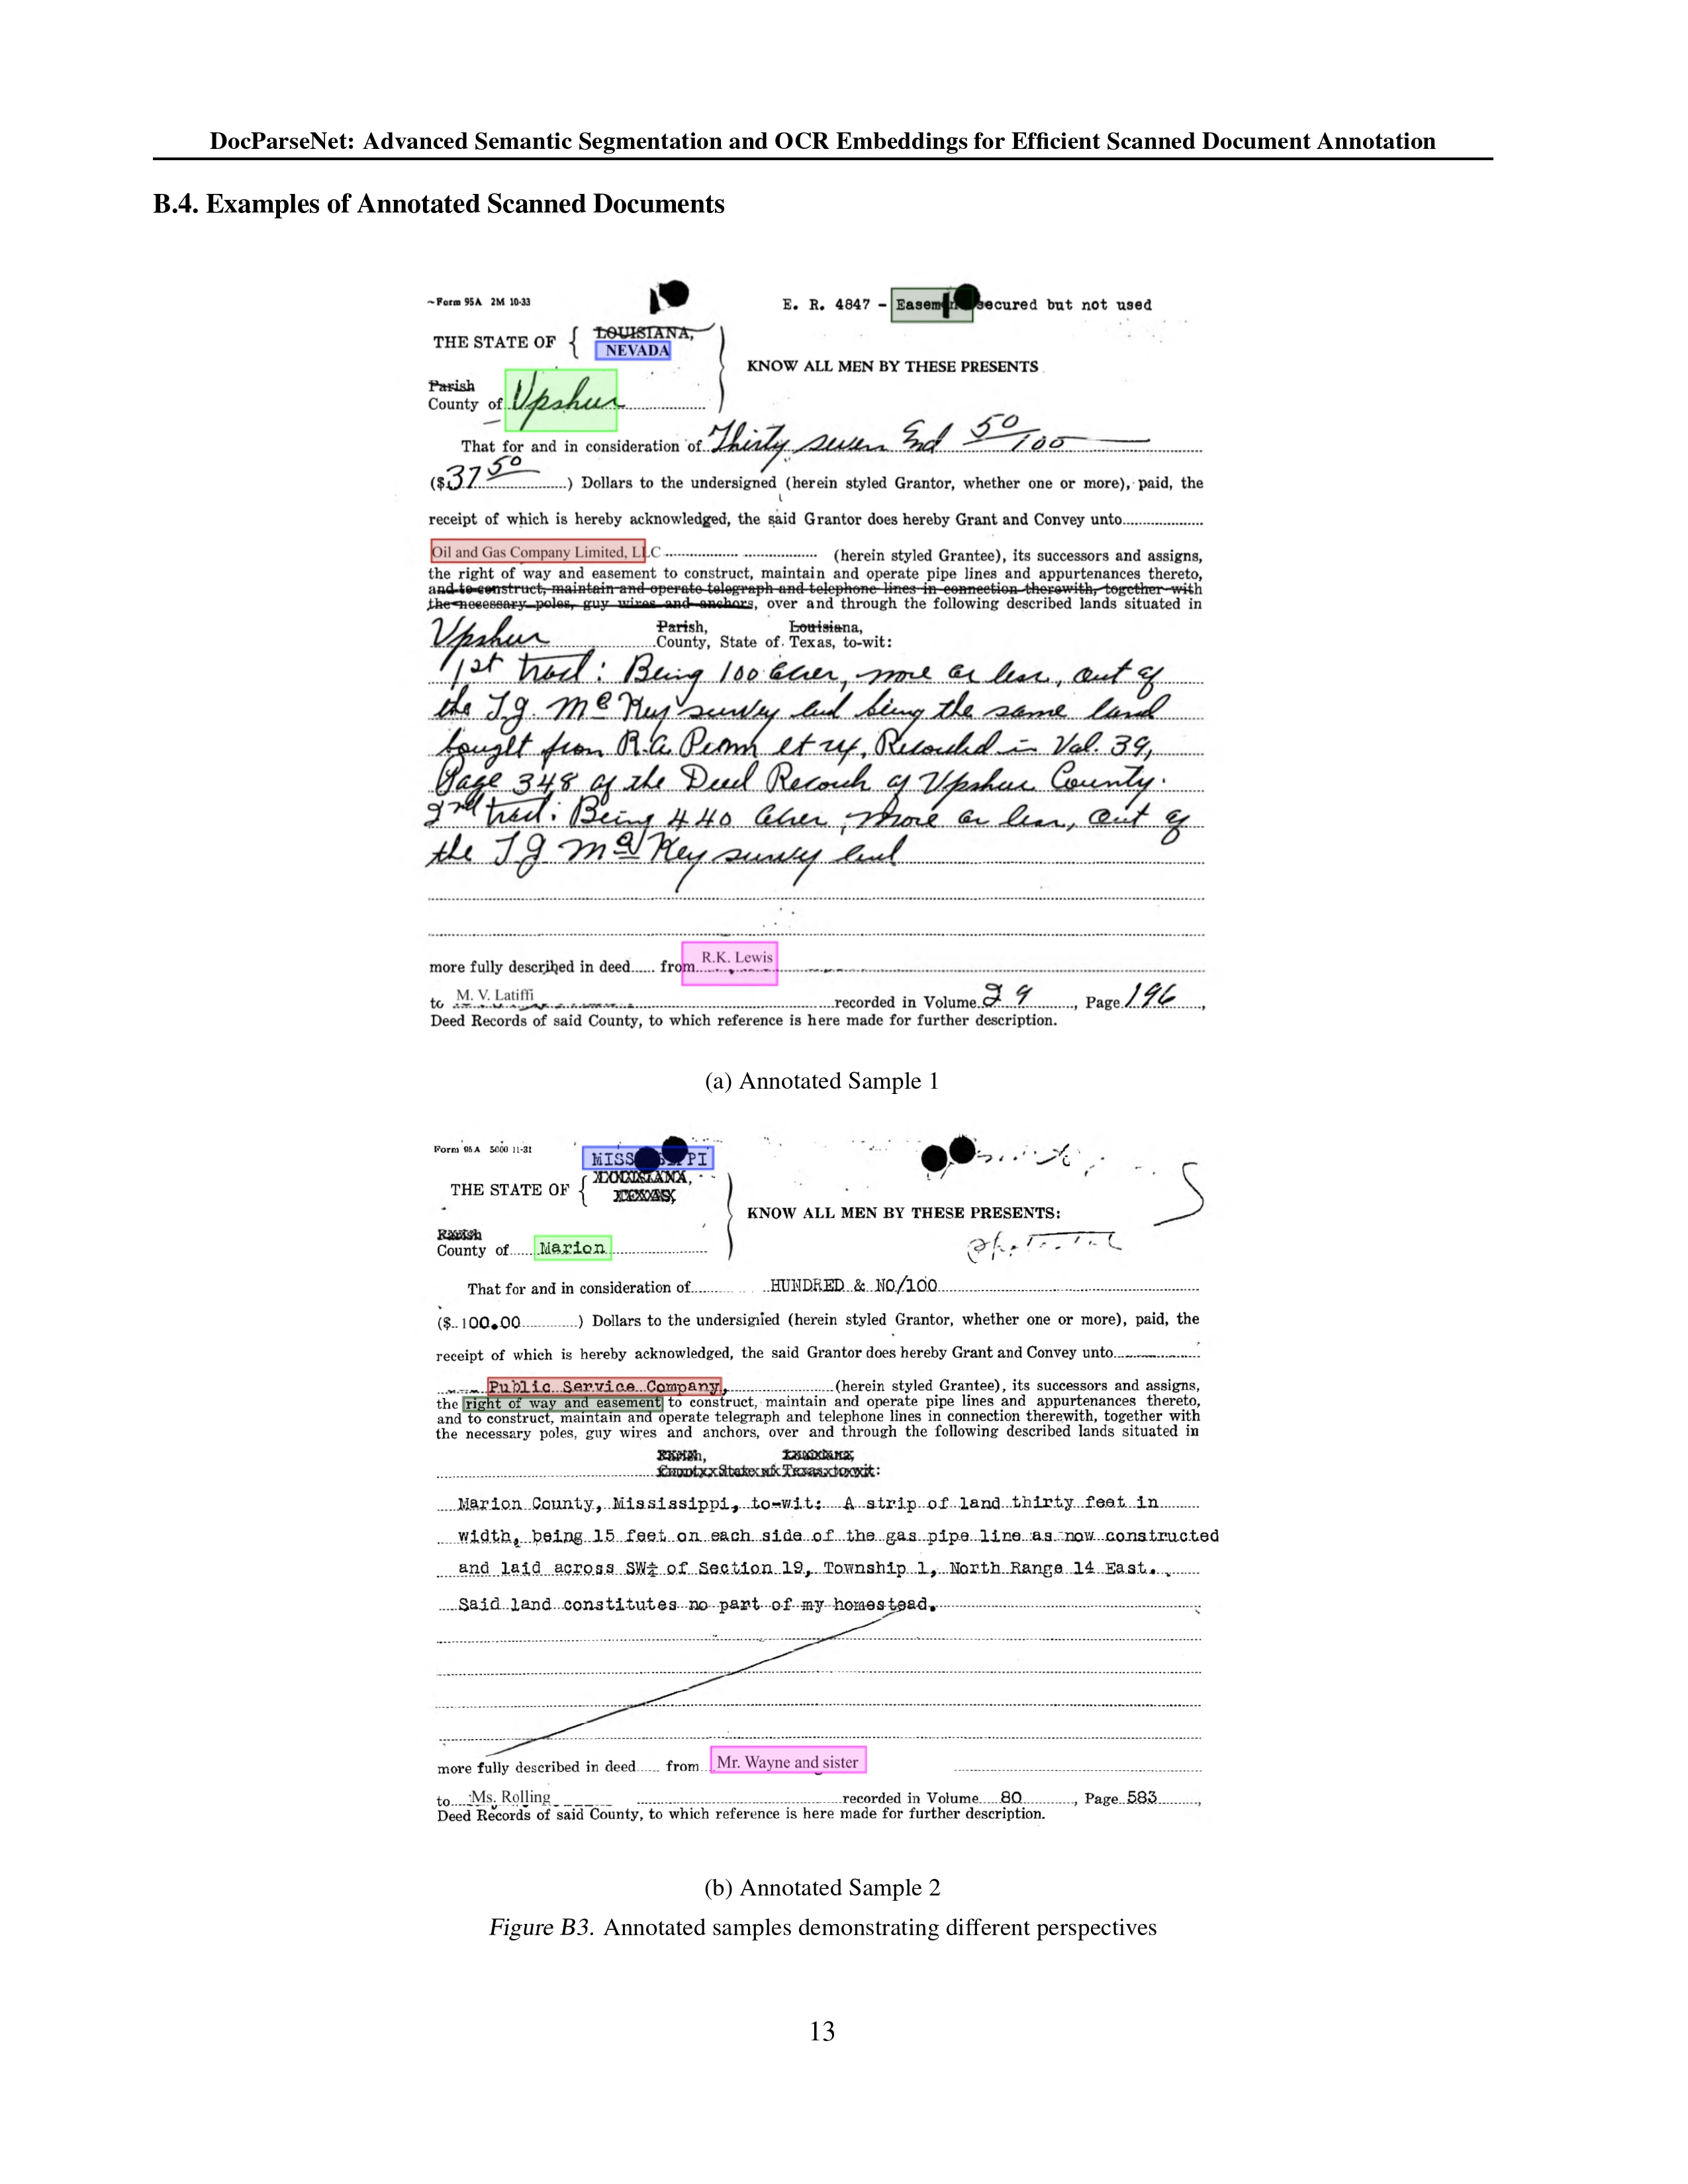 DocParseNet: Advanced Semantic Segmentation and OCR Embeddings for Efficient Scanned Document Annotation
B.4. Examples of Annotated Scanned Documents
~Form 95A 2M 10-33
E. R. 4847 - Easem secured but not used
THE STATE OF { LOUISIANA,
NEVADA
KNOW ALL MEN BY THESE PRESENTS
Parish
County of Upshur
That for and in consideration of Thirty seven and 50/100
($37 50) Dollars to the undersigned (herein styled Grantor, whether one or more), paid, the
receipt of which is hereby acknowledged, the said Grantor does hereby Grant and Convey unto
Oil and Gas Company Limited, LLC (herein styled Grantee), its successors and assigns,
the right of way and easement to construct, maintain and operate pipe lines and appurtenances thereto,
and to construct, maintain and operate telegraph and telephone lines in connection therewith, together with
the necessary poles, guy wires and anchors, over and through the following described lands situated in
Parish, Louisiana,
Upshur County, State of Texas, to-wit:
1st tract: Being 100 acres, more or less, out of
the survey and being the same land
bought from R.A. et ux, Recorded in Vol. 39,
Page 348 of the Deed Records of Upshur County.
2nd tract: Being 440 acres, more or less, out of
the survey and
more fully described in deed from R.K. Lewis
to M. V. Latiffi recorded in Volume 29, Page 196,
Deed Records of said County, to which reference is here made for further description.
(a) Annotated Sample 1
Form 95A 5000 11-31
MISS PI
LOUISIANA,
THE STATE OF { TEXAS,
KNOW ALL MEN BY THESE PRESENTS:
Parish
County of Marion
That for and in consideration of HUNDRED & NO/100
($ 100.00) Dollars to the undersigned (herein styled Grantor, whether one or more), paid, the
receipt of which is hereby acknowledged, the said Grantor does hereby Grant and Convey unto
Public Service Company, (herein styled Grantee), its successors and assigns,
the right of way and easement to construct, maintain and operate pipe lines and appurtenances thereto,
and to construct, maintain and operate telegraph and telephone lines in connection therewith, together with
the necessary poles, guy wires and anchors, over and through the following described lands situated in
Parish, Louisiana,
County, State of Texas, to-wit:
Marion County, Mississippi, to-wit: A strip of land thirty feet in
width, being 15 feet on each side of the gas pipe line as now constructed
and laid across SW¼ of Section 19, Township 1, North Range 14 East.
Said land constitutes no part of my homestead.
more fully described in deed from Mr. Wayne and sister
to Ms. Rolling recorded in Volume 80, Page 583,
Deed Records of said County, to which reference is here made for further description.
(b) Annotated Sample 2
Figure B3. Annotated samples demonstrating different perspectives
13